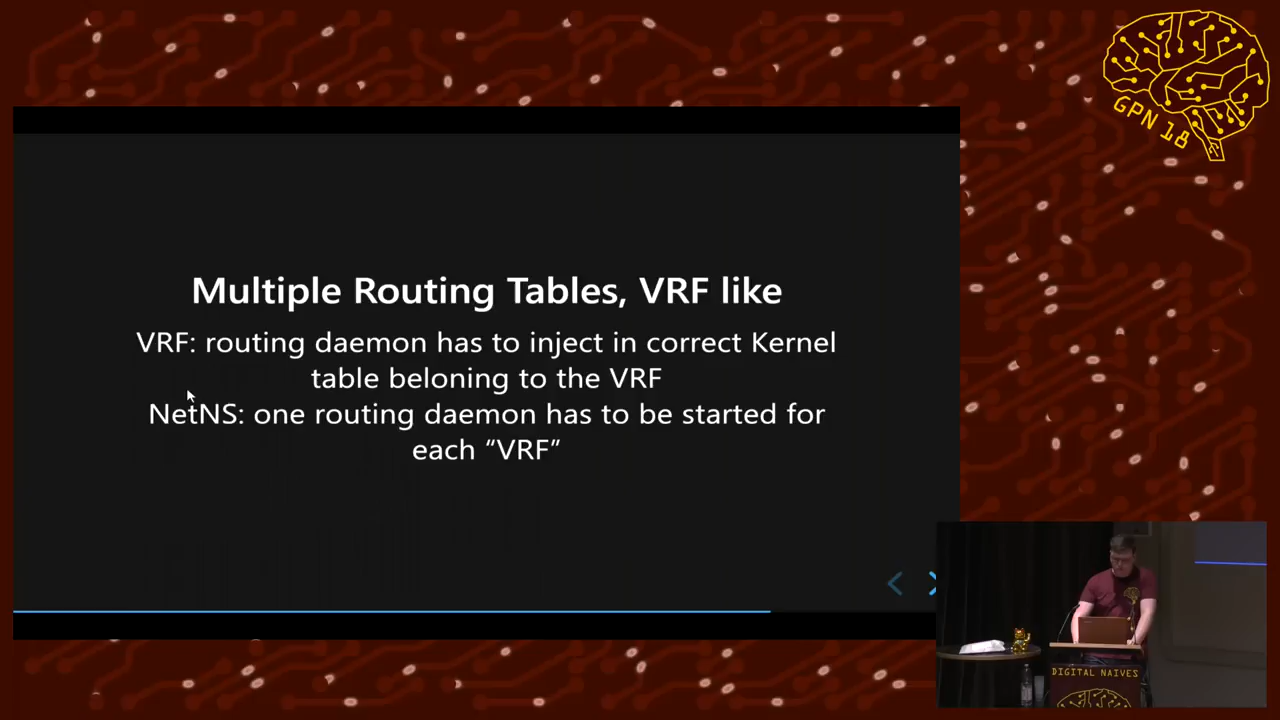 GPN 18
Multiple Routing Tables, VRF like
VRF: routing daemon has to inject in correct Kernel
table beloning to the VRF
NetNS: one routing daemon has to be started for
each “VRF”
DIGITAL NAIVES